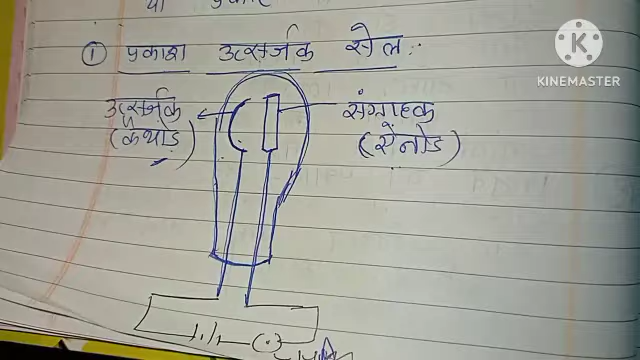 या
① प्रकाश उत्सर्जक सेल :
KINEMASTER
उत्सर्जक
(कैथोड)
संग्राहक
(ऐनोड)